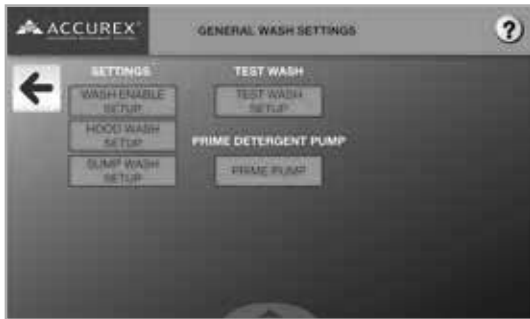 ACCUREX
GENERAL WASH SETTINGS
?
SETTINGS
WASH ENABLE
SETUP
HOOD WASH
SETUP
SUMP WASH
SETUP
TEST WASH
TEST WASH
SETUP
PRIME DETERGENT PUMP
PRIME PUMP